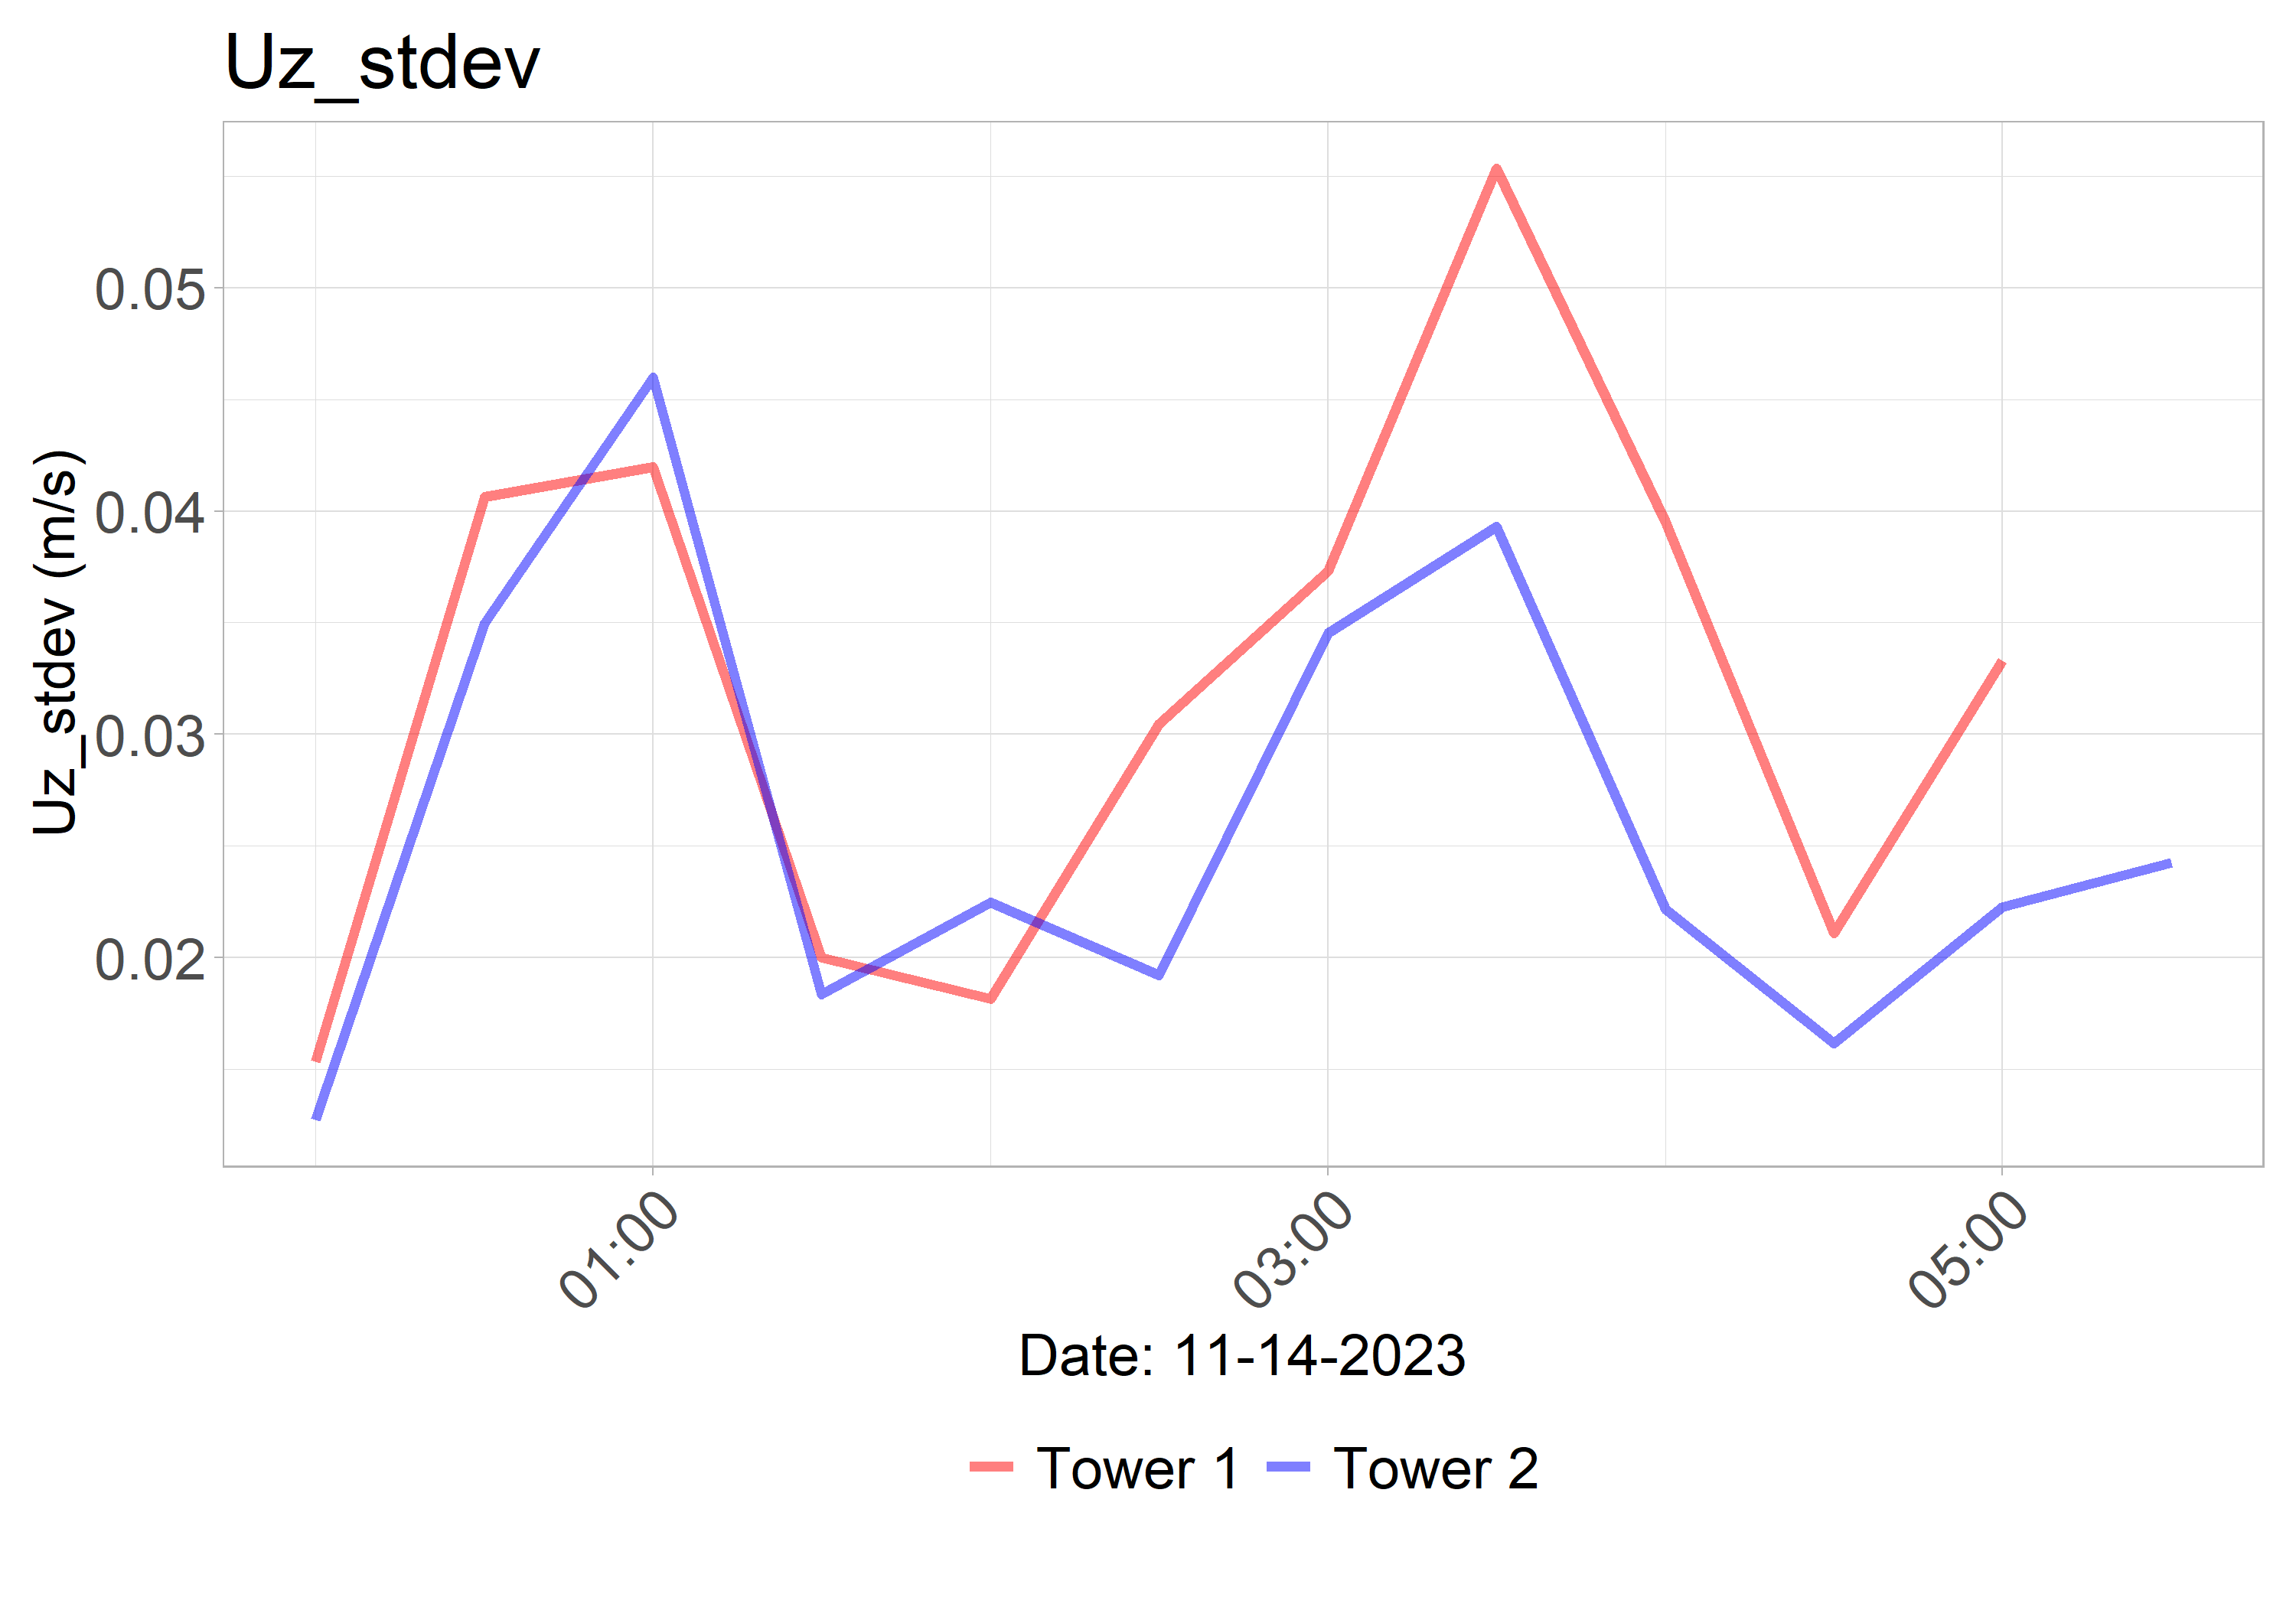 Uz_stdev
Uz_stdev (m/s)
0.05
0.04
0.03
0.02
01:00
03:00
05:00
Date: 11-14-2023
Tower 1
Tower 2